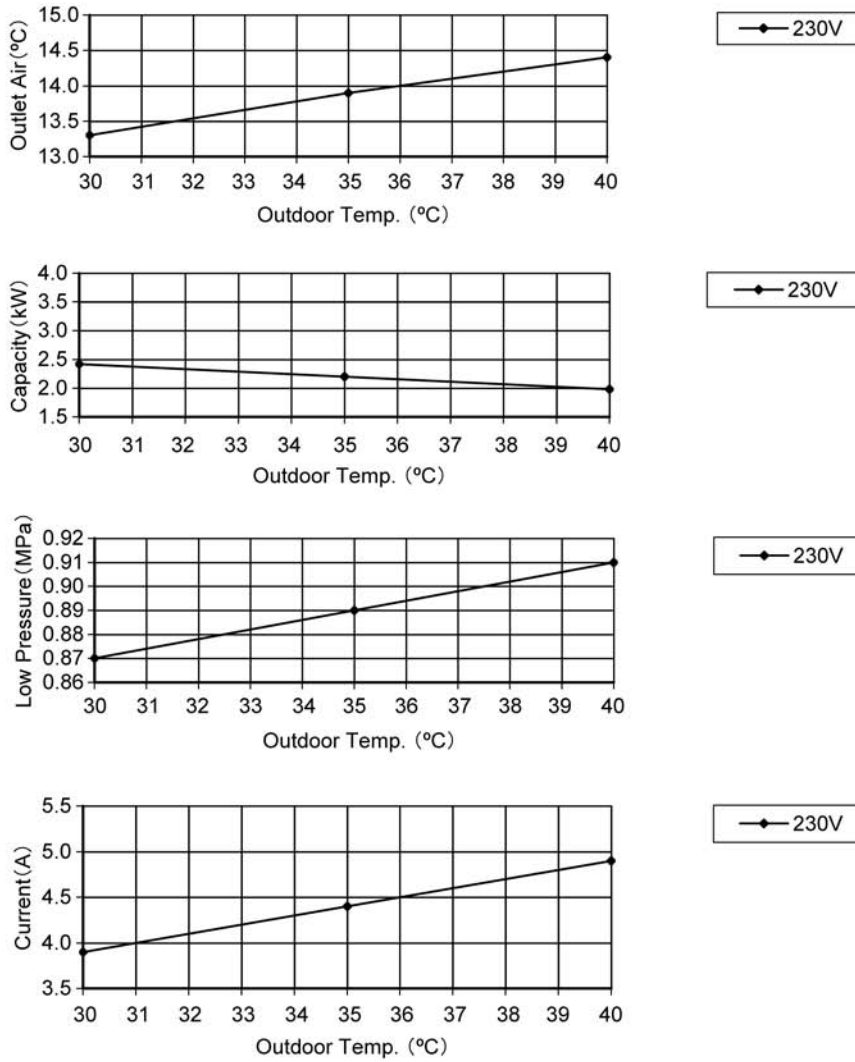 Outlet Air (ºC)
15.0
14.5
14.0
13.5
13.0
30 31 32 33 34 35 36 37 38 39 40
Outdoor Temp. (ºC)
230V
Capacity (kW)
4.0
3.5
3.0
2.5
2.0
1.5
30 31 32 33 34 35 36 37 38 39 40
Outdoor Temp. (ºC)
230V
Low Pressure (MPa)
0.92
0.91
0.90
0.89
0.88
0.87
0.86
30 31 32 33 34 35 36 37 38 39 40
Outdoor Temp. (ºC)
230V
Current (A)
5.5
5.0
4.5
4.0
3.5
30 31 32 33 34 35 36 37 38 39 40
Outdoor Temp. (ºC)
230V